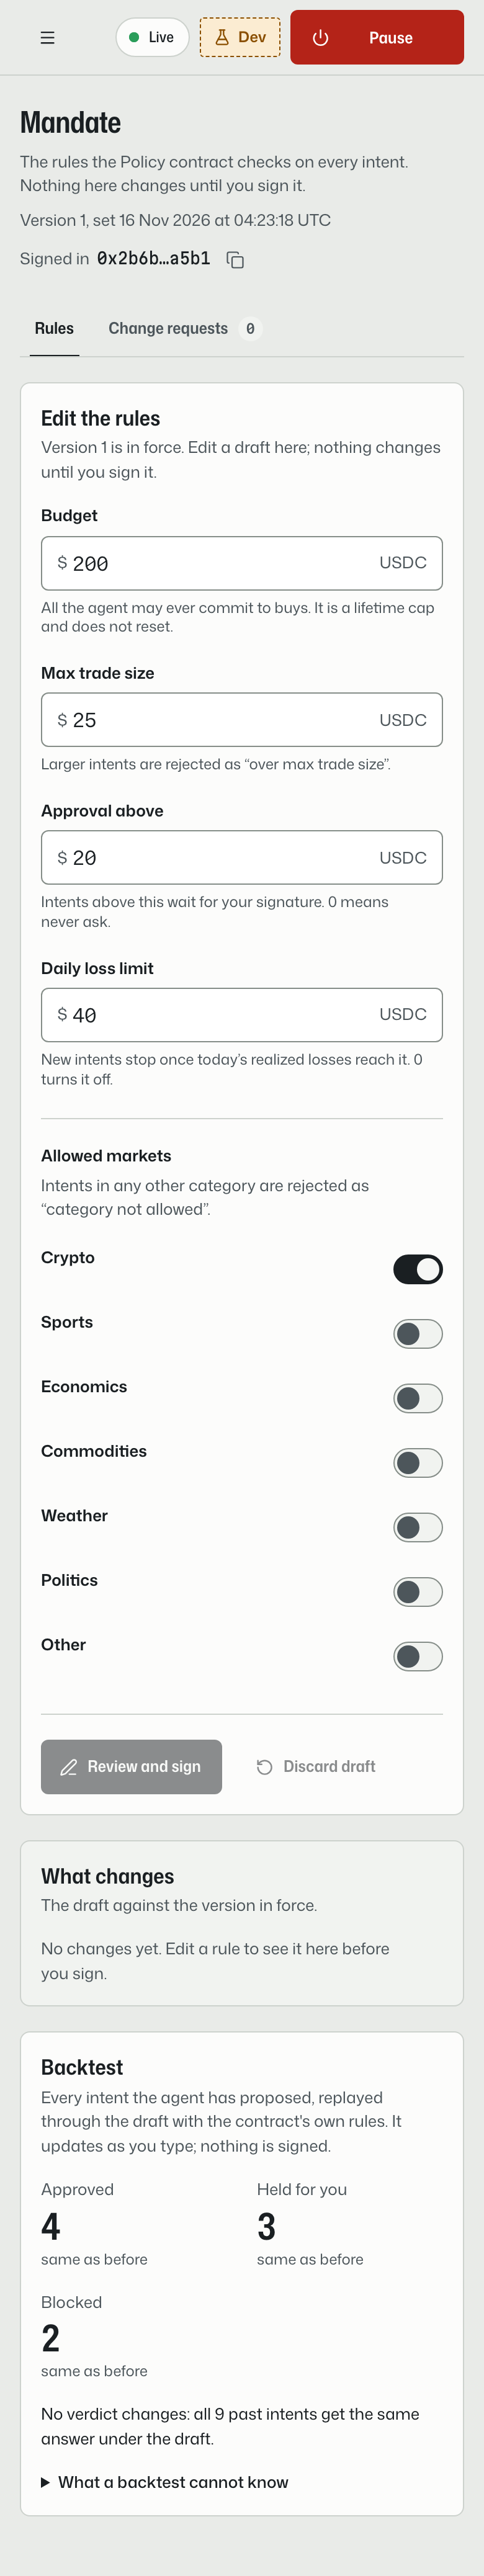 Live
Dev
Pause
Mandate
The rules the Policy contract checks on every intent.
Nothing here changes until you sign it.
Version 1, set 16 Nov 2026 at 04:23:18 UTC
Signed in 0x2b6b…a5b1
Rules
Change requests 0
Edit the rules
Version 1 is in force. Edit a draft here; nothing changes
until you sign it.
Budget
$ 200 USDC
All the agent may ever commit to buys. It is a lifetime cap
and does not reset.
Max trade size
$ 25 USDC
Larger intents are rejected as “over max trade size”.
Approval above
$ 20 USDC
Intents above this wait for your signature. 0 means
never ask.
Daily loss limit
$ 40 USDC
New intents stop once today’s realized losses reach it. 0
turns it off.
Allowed markets
Intents in any other category are rejected as
“category not allowed”.
Crypto
Sports
Economics
Commodities
Weather
Politics
Other
Review and sign
Discard draft
What changes
The draft against the version in force.
No changes yet. Edit a rule to see it here before
you sign.
Backtest
Every intent the agent has proposed, replayed
through the draft with the contract's own rules. It
updates as you type; nothing is signed.
Approved
4
same as before
Held for you
3
same as before
Blocked
2
same as before
No verdict changes: all 9 past intents get the same
answer under the draft.
What a backtest cannot know